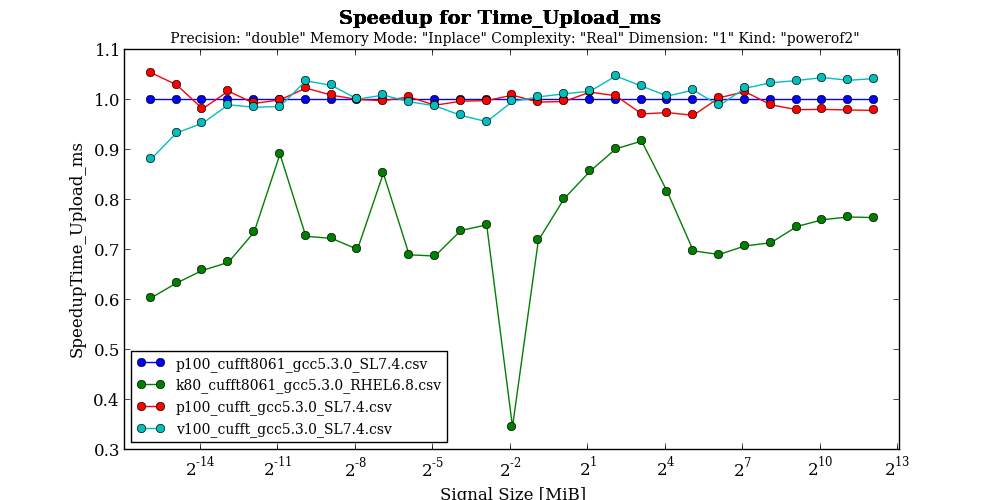 Speedup for Time_Upload_ms
Precision: "double" Memory Mode: "Inplace" Complexity: "Real" Dimension: "1" Kind: "powerof2"
SpeedupTime_Upload_ms
1.1
1.0
0.9
0.8
0.7
0.6
0.5
0.4
0.3
p100_cufft8061_gcc5.3.0_SL7.4.csv
k80_cufft8061_gcc5.3.0_RHEL6.8.csv
p100_cufft_gcc5.3.0_SL7.4.csv
v100_cufft_gcc5.3.0_SL7.4.csv
2^-14 2^-11 2^-8 2^-5 2^-2 2^1 2^4 2^7 2^10 2^13
Signal Size [MiB]